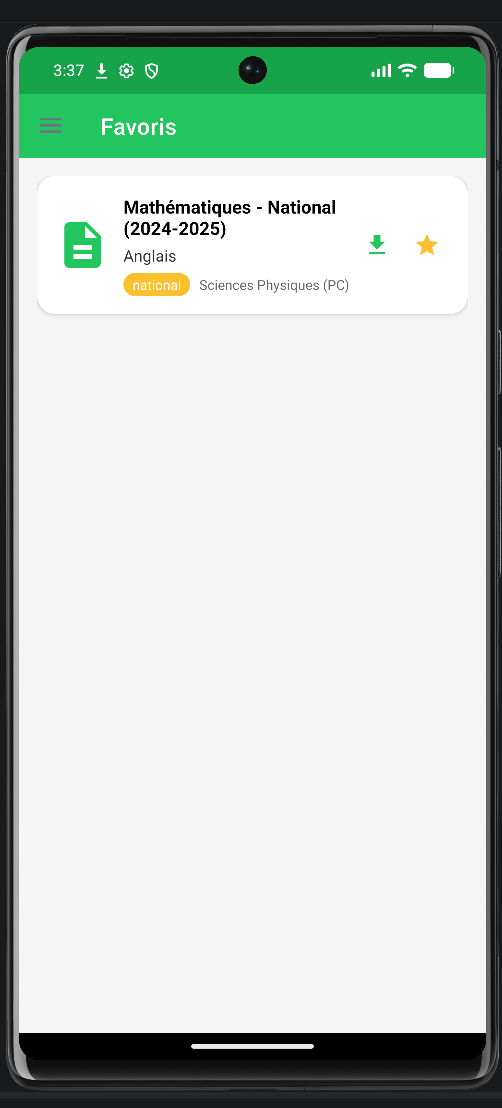 3:37
Favoris
Mathématiques - National
(2024-2025)
Anglais
national Sciences Physiques (PC)